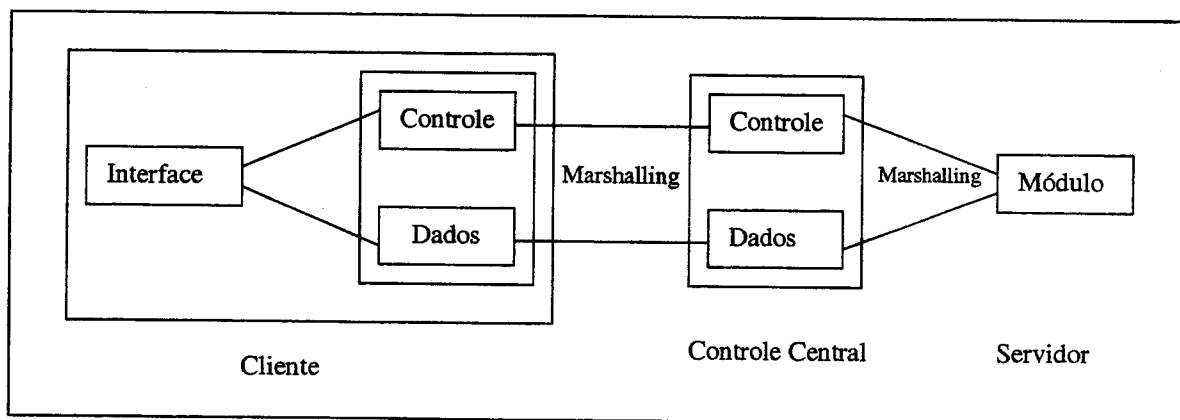 Controle
Controle
Interface
Marshalling
Marshalling
Módulo
Dados
Dados
Cliente
Controle Central
Servidor